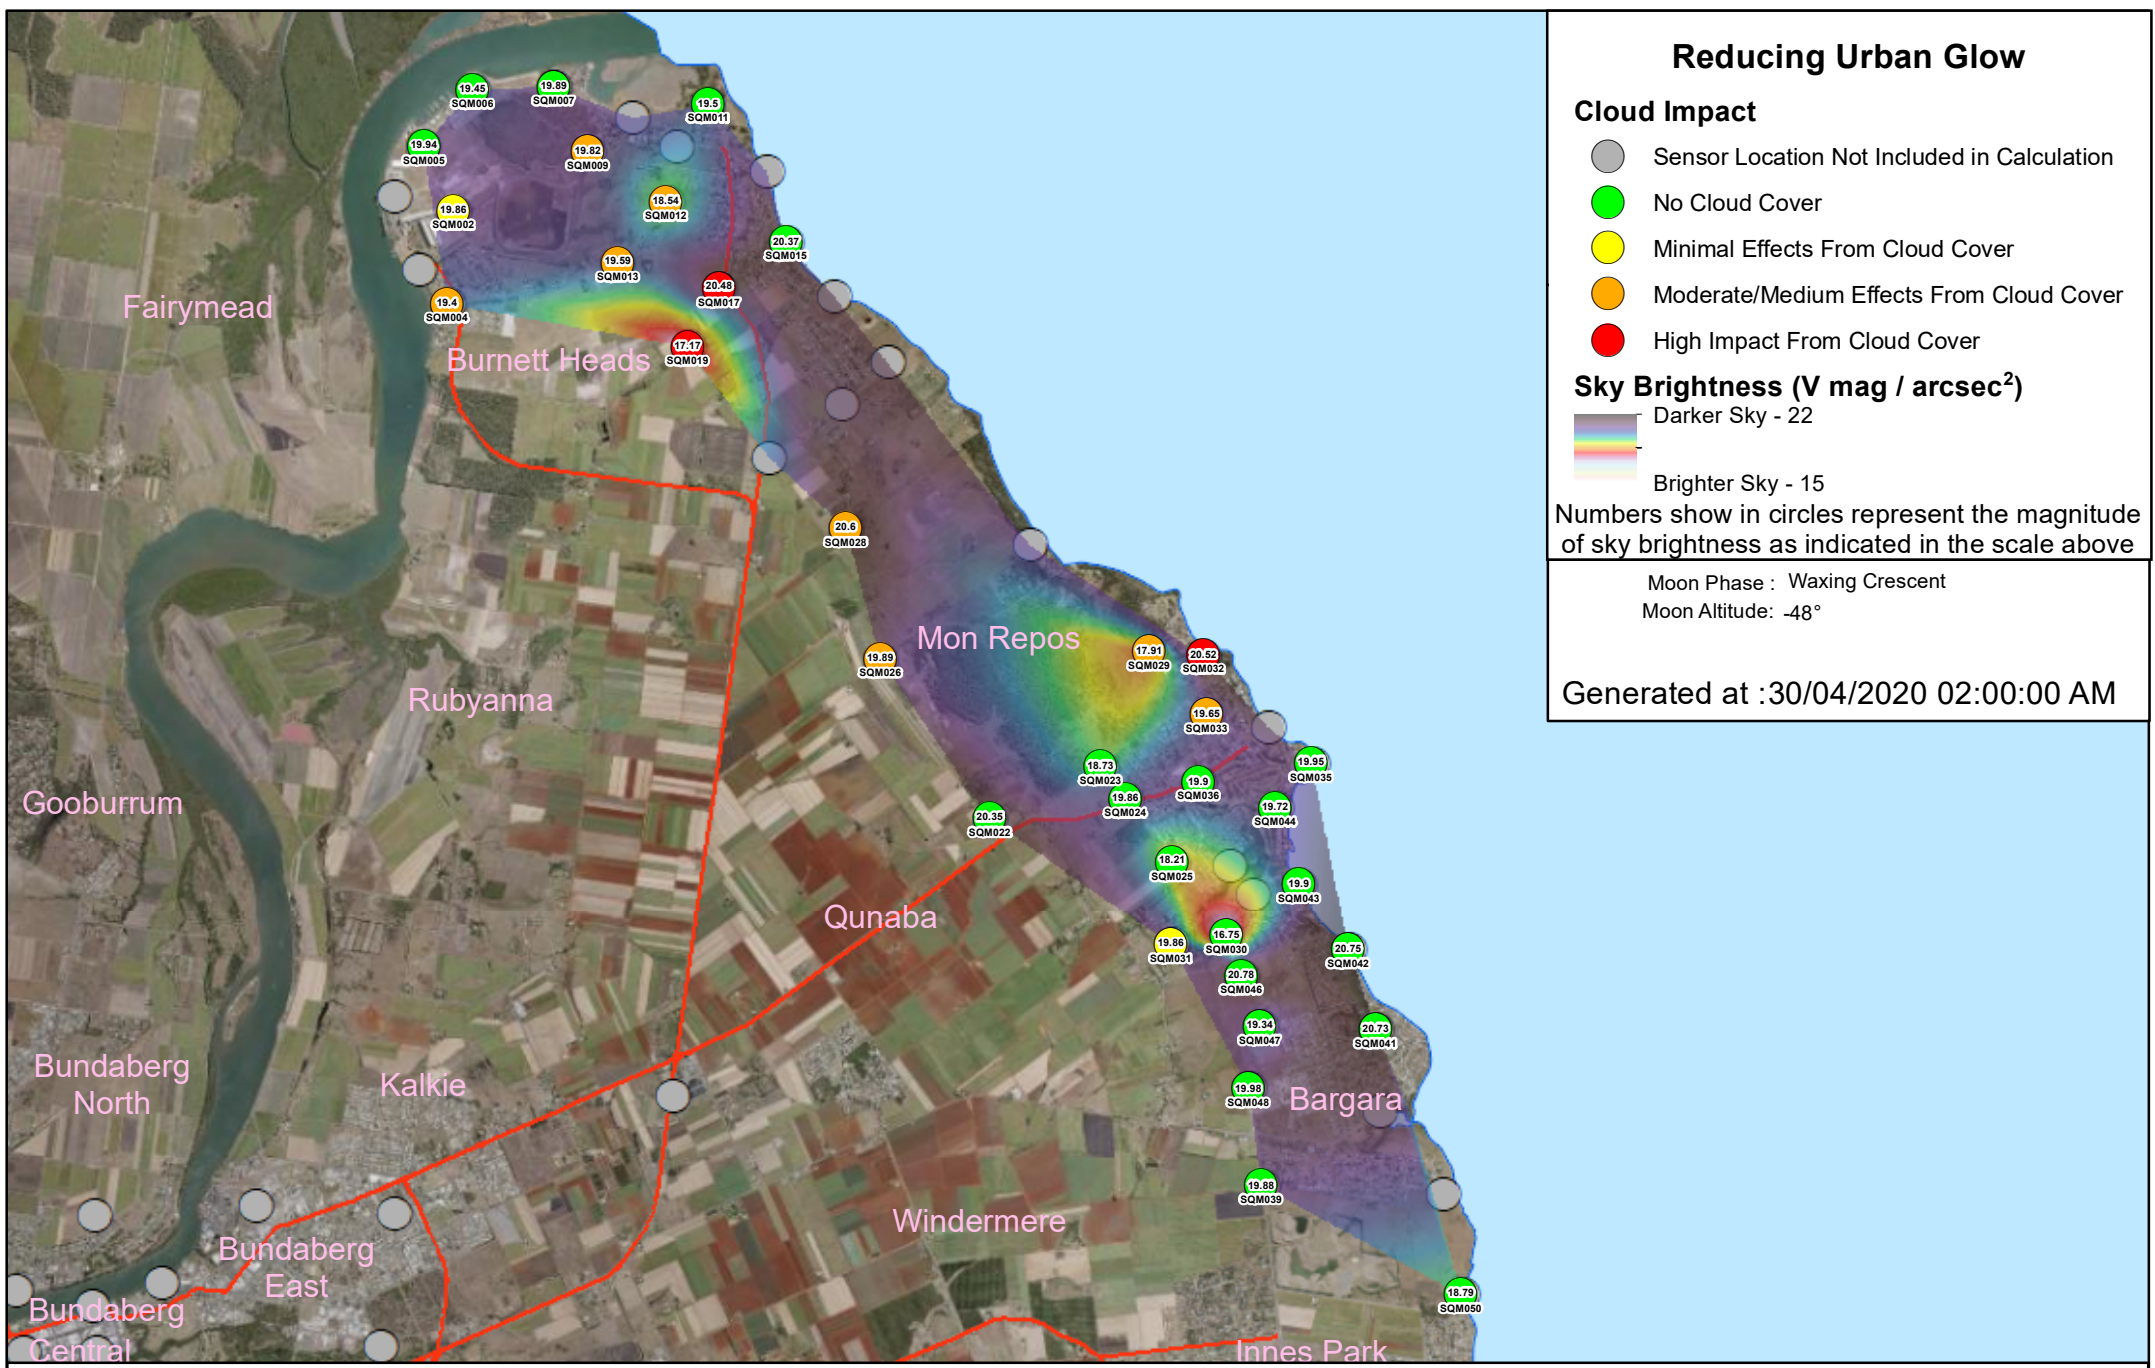 Reducing Urban Glow
Cloud Impact
Sensor Location Not Included in Calculation
No Cloud Cover
Minimal Effects From Cloud Cover
Moderate/Medium Effects From Cloud Cover
High Impact From Cloud Cover
Sky Brightness (V mag / arcsec²)
Darker Sky - 22
Brighter Sky - 15
Numbers show in circles represent the magnitude
of sky brightness as indicated in the scale above
Moon Phase : Waxing Crescent
Moon Altitude: -48°
Generated at :30/04/2020 02:00:00 AM
19.45
SQM006
19.89
SQM007
19.5
SQM011
19.94
SQM005
19.82
SQM009
19.86
SQM002
18.54
SQM012
20.37
SQM015
19.59
SQM013
20.48
SQM017
19.4
SQM004
Fairymead
17.17
SQM019
Burnett Heads
20.6
SQM028
Mon Repos
17.91
SQM029
20.52
SQM032
19.89
SQM026
Rubyanna
19.65
SQM033
18.73
SQM023
19.95
SQM035
19.9
SQM036
19.86
SQM024
19.72
SQM044
Gooburrum
20.35
SQM022
18.21
SQM025
19.9
SQM043
Qunaba
19.86
SQM031
16.75
SQM030
20.75
SQM042
20.78
SQM046
19.34
SQM047
20.73
SQM041
Bundaberg
North
Kalkie
19.98
SQM048
Bargara
19.88
SQM039
Windermere
Bundaberg
East
18.79
SQM050
Bundaberg
Central
Innes Park